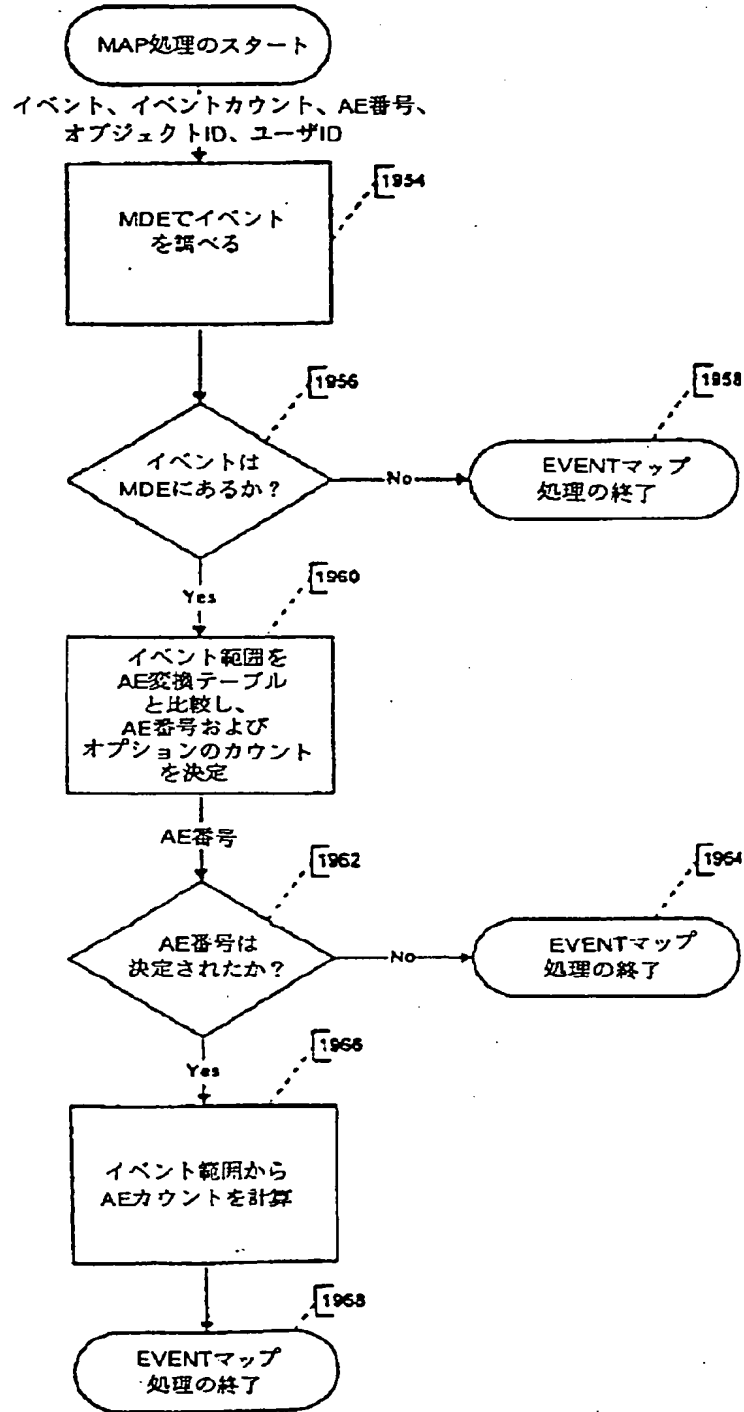 MAP処理のスタート
イベント、イベントカウント、AE番号、
オブジェクトID、ユーザID
1954
MDEでイベント
を調べる
1956
イベントは
MDEにあるか？
No
1958
EVENTマップ
処理の終了
Yes
1960
イベント範囲を
AE変換テーブル
と比較し、
AE番号および
オプションのカウント
を決定
AE番号
1962
AE番号は
決定されたか？
No
1964
EVENTマップ
処理の終了
Yes
1966
イベント範囲から
AEカウントを計算
1968
EVENTマップ
処理の終了